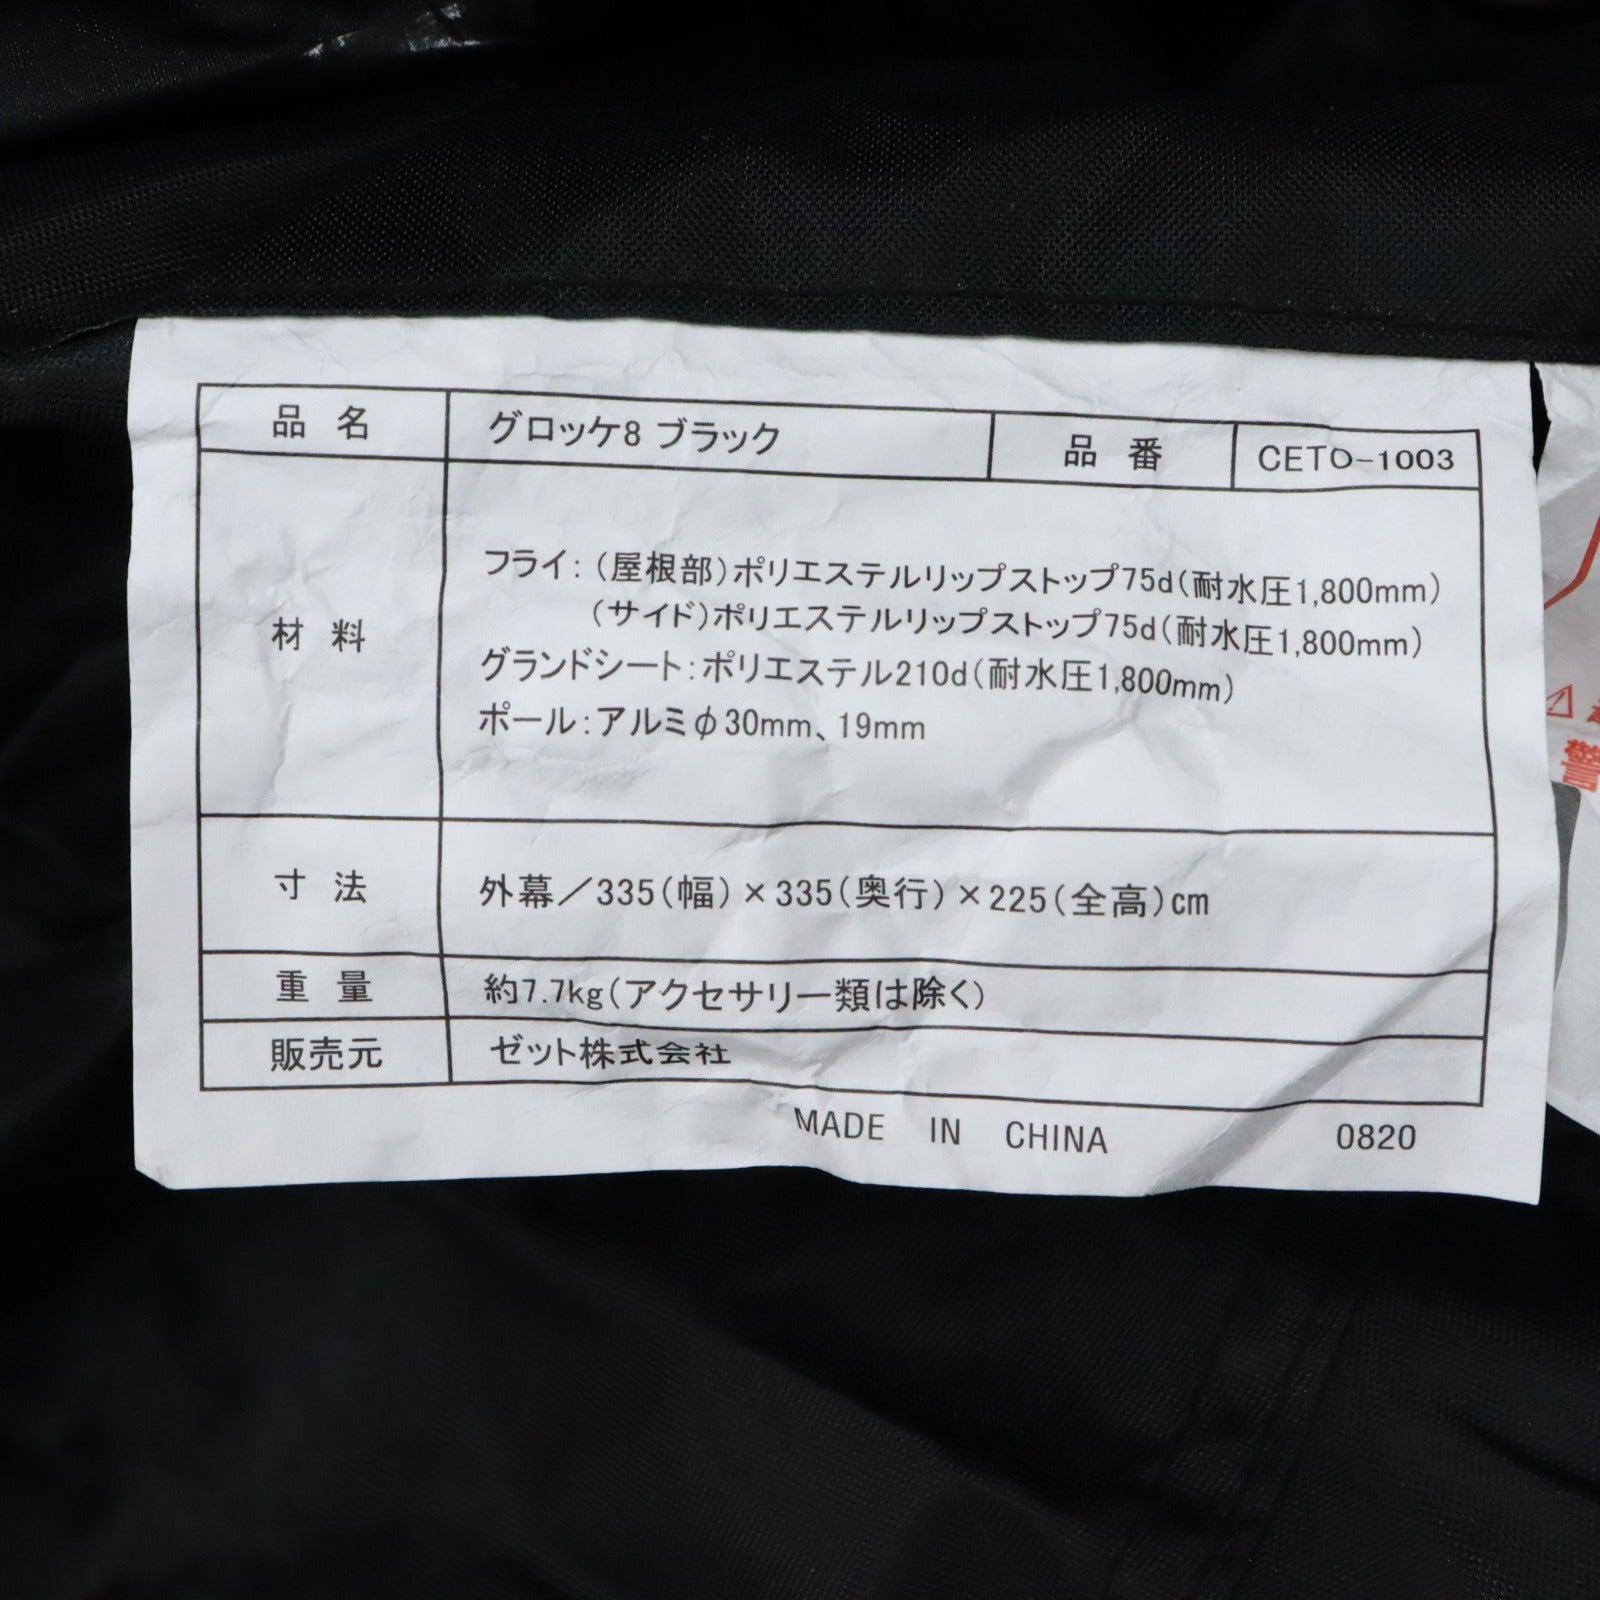 品名 グロッケ8 ブラック 品番 CETO-1003
材料
フライ：（屋根部）ポリエステルリップストップ75d（耐水圧1,800mm）
（サイド）ポリエステルリップストップ75d（耐水圧1,800mm）
グランドシート：ポリエステル210d（耐水圧1,800mm）
ポール：アルミφ30mm、19mm
寸法 外幕／335（幅）×335（奥行）×225（全高）cm
重量 約7.7kg（アクセサリー類は除く）
販売元 ゼット株式会社
MADE IN CHINA 0820
警